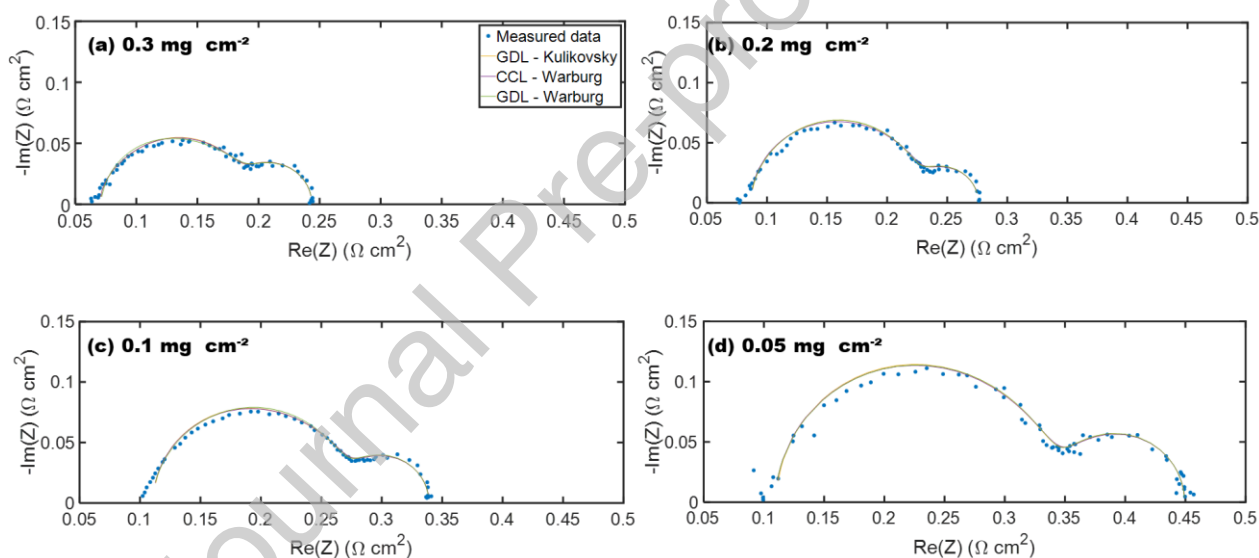 (a) 0.3 mg cm⁻²
Measured data
GDL - Kulikovsky
CCL - Warburg
GDL - Warburg
-Im(Z) (Ω cm²)
0.15
0.1
0.05
0
0.05 0.1 0.15 0.2 0.25 0.3 0.35 0.4 0.45 0.5
Re(Z) (Ω cm²)
(b) 0.2 mg cm⁻²
-Im(Z) (Ω cm²)
0.15
0.1
0.05
0
0.05 0.1 0.15 0.2 0.25 0.3 0.35 0.4 0.45 0.5
Re(Z) (Ω cm²)
(c) 0.1 mg cm⁻²
-Im(Z) (Ω cm²)
0.15
0.1
0.05
0
0.05 0.1 0.15 0.2 0.25 0.3 0.35 0.4 0.45 0.5
Re(Z) (Ω cm²)
(d) 0.05 mg cm⁻²
-Im(Z) (Ω cm²)
0.15
0.1
0.05
0
0.05 0.1 0.15 0.2 0.25 0.3 0.35 0.4 0.45 0.5
Re(Z) (Ω cm²)
Journal Pre-pro